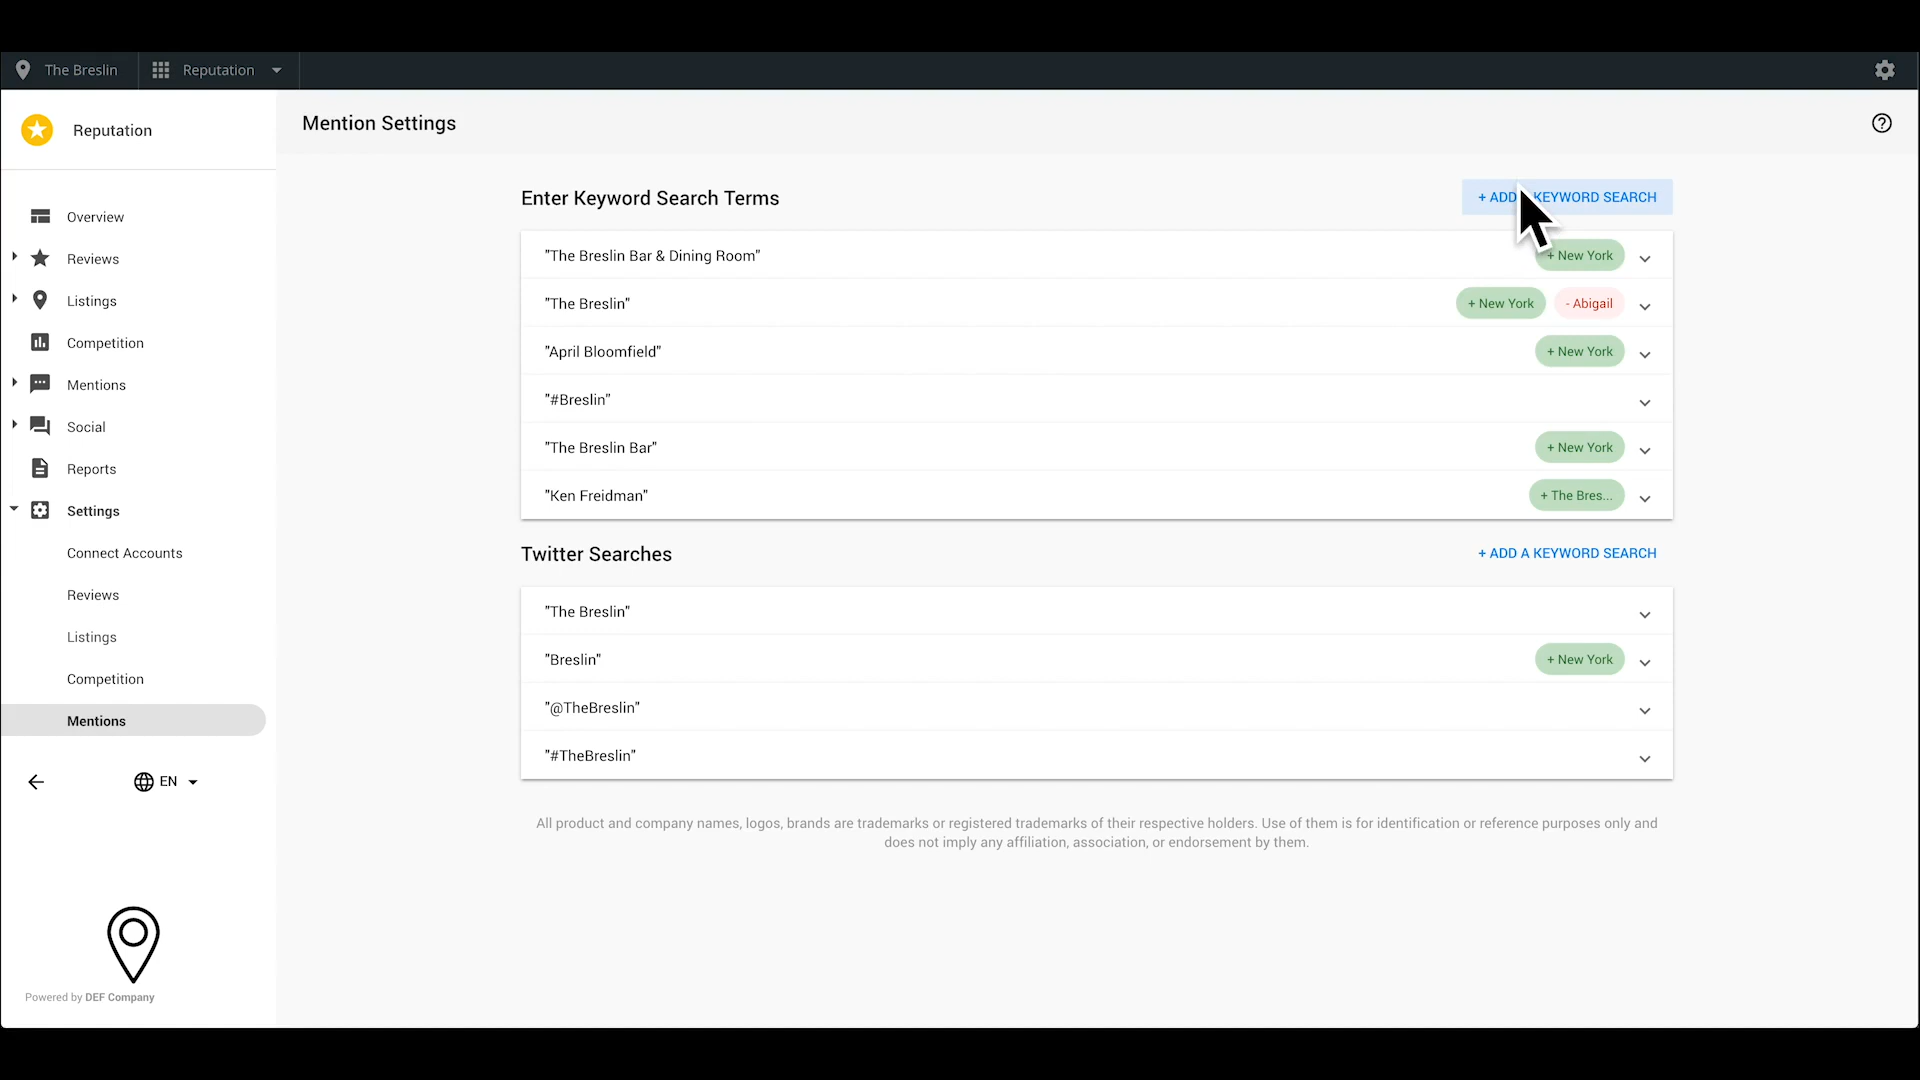 The Breslin
Reputation
Reputation
Mention Settings
Overview
Reviews
Listings
Competition
Mentions
Social
Reports
Settings
Connect Accounts
Reviews
Listings
Competition
Mentions
EN
Powered by DEF Company
Enter Keyword Search Terms
+ ADD KEYWORD SEARCH
"The Breslin Bar & Dining Room"
+ New York
"The Breslin"
+ New York
- Abigail
"April Bloomfield"
+ New York
"#Breslin"
"The Breslin Bar"
+ New York
"Ken Freidman"
+ The Bres...
Twitter Searches
+ ADD A KEYWORD SEARCH
"The Breslin"
"Breslin"
+ New York
"@TheBreslin"
"#TheBreslin"
All product and company names, logos, brands are trademarks or registered trademarks of their respective holders. Use of them is for identification or reference purposes only and
does not imply any affiliation, association, or endorsement by them.